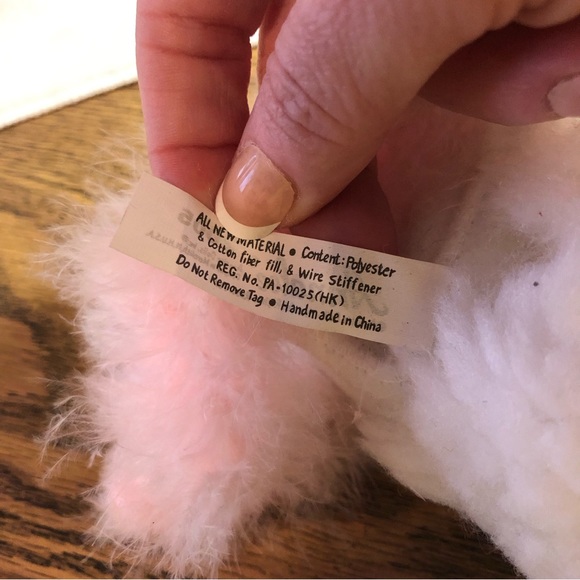 ALL NEW MATERIAL • Content: Polyester
& Cotton fiber fill, & Wire Stiffener
REG. No. PA-10025(HK)
Do Not Remove Tag • Handmade in China